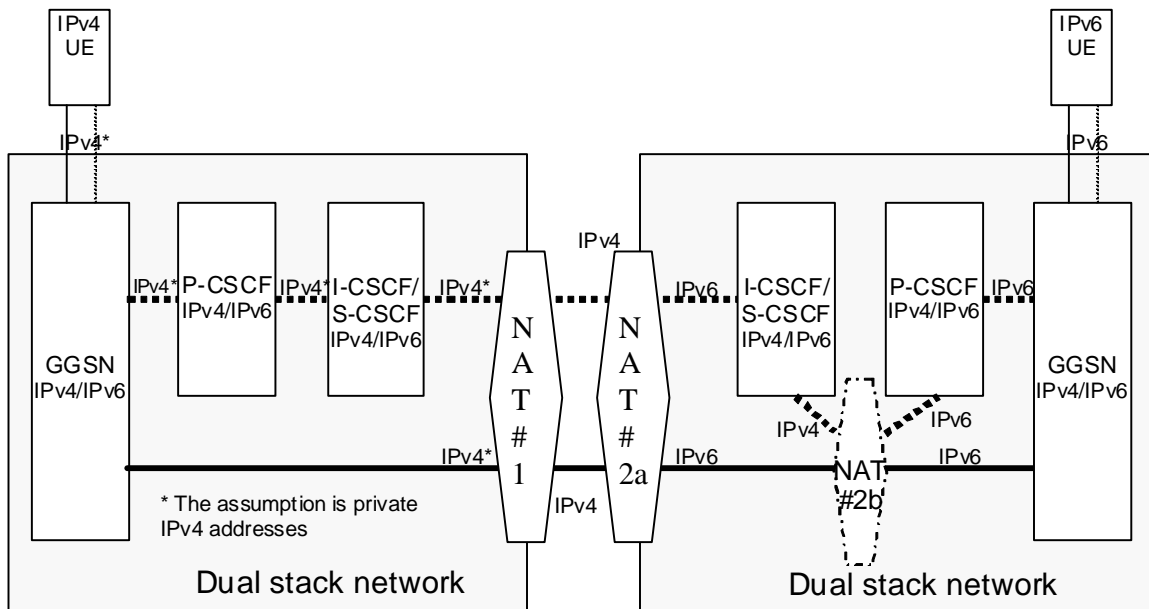 IPv4
UE
IPv6
UE
IPv4*
IPv6
IPv4
IPv4*
P-CSCF
IPv4/IPv6
IPv4*
I-CSCF/
S-CSCF
IPv4/IPv6
IPv4*
N
A
T
#
1
N
A
T
#
2a
IPv6
I-CSCF/
S-CSCF
IPv4/IPv6
P-CSCF
IPv4/IPv6
IPv6
GGSN
IPv4/IPv6
GGSN
IPv4/IPv6
IPv4
IPv6
IPv4*
IPv4
IPv6
NAT
#2b
IPv6
* The assumption is private
IPv4 addresses
Dual stack network
Dual stack network